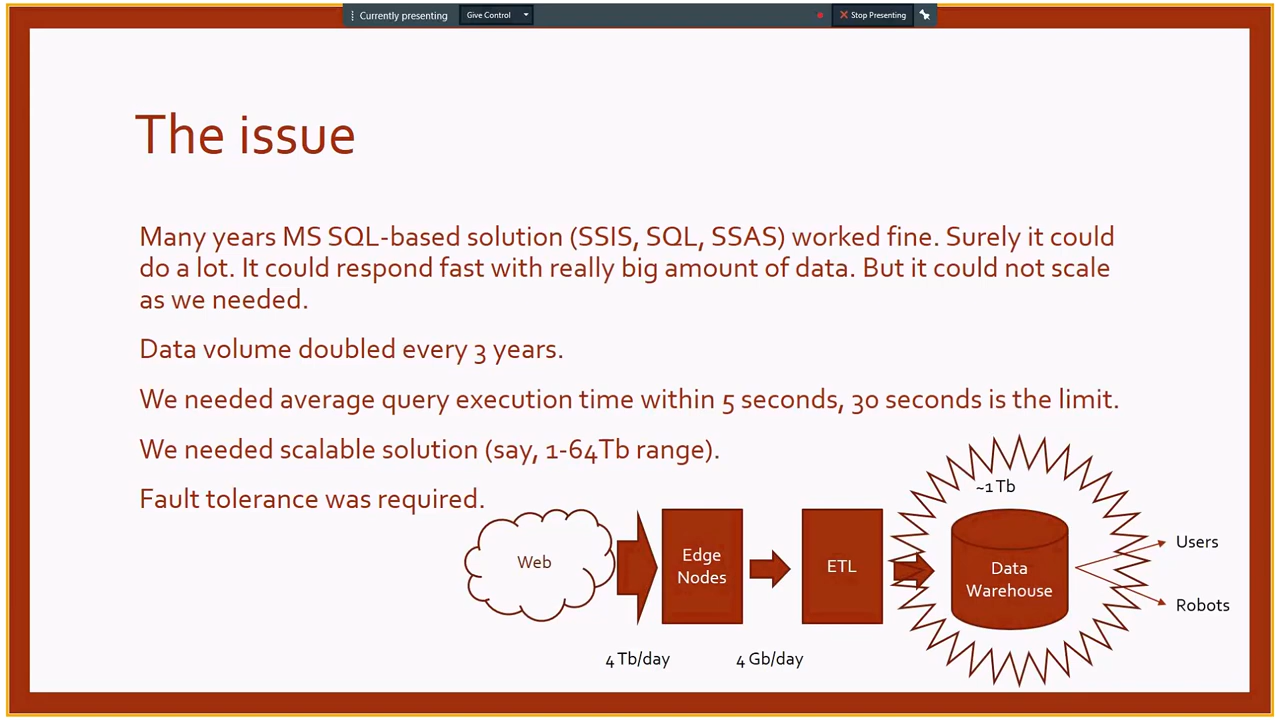 Currently presenting
Give Control
Stop Presenting
The issue
Many years MS SQL-based solution (SSIS, SQL, SSAS) worked fine. Surely it could
do a lot. It could respond fast with really big amount of data. But it could not scale
as we needed.
Data volume doubled every 3 years.
We needed average query execution time within 5 seconds, 30 seconds is the limit.
We needed scalable solution (say, 1-64Tb range).
Fault tolerance was required.
~1 Tb
Web
Edge
Nodes
ETL
Data
Warehouse
Users
Robots
4 Tb/day
4 Gb/day